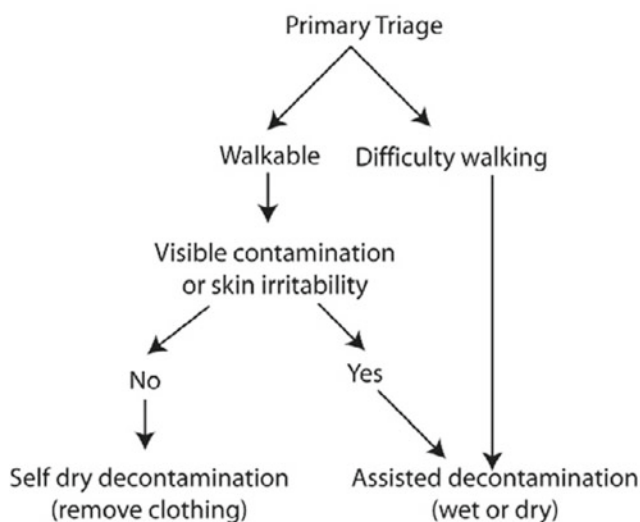 Primary Triage
Walkable
Difficulty walking
Visible contamination
or skin irritability
No
Yes
Self dry decontamination
(remove clothing)
Assisted decontamination
(wet or dry)